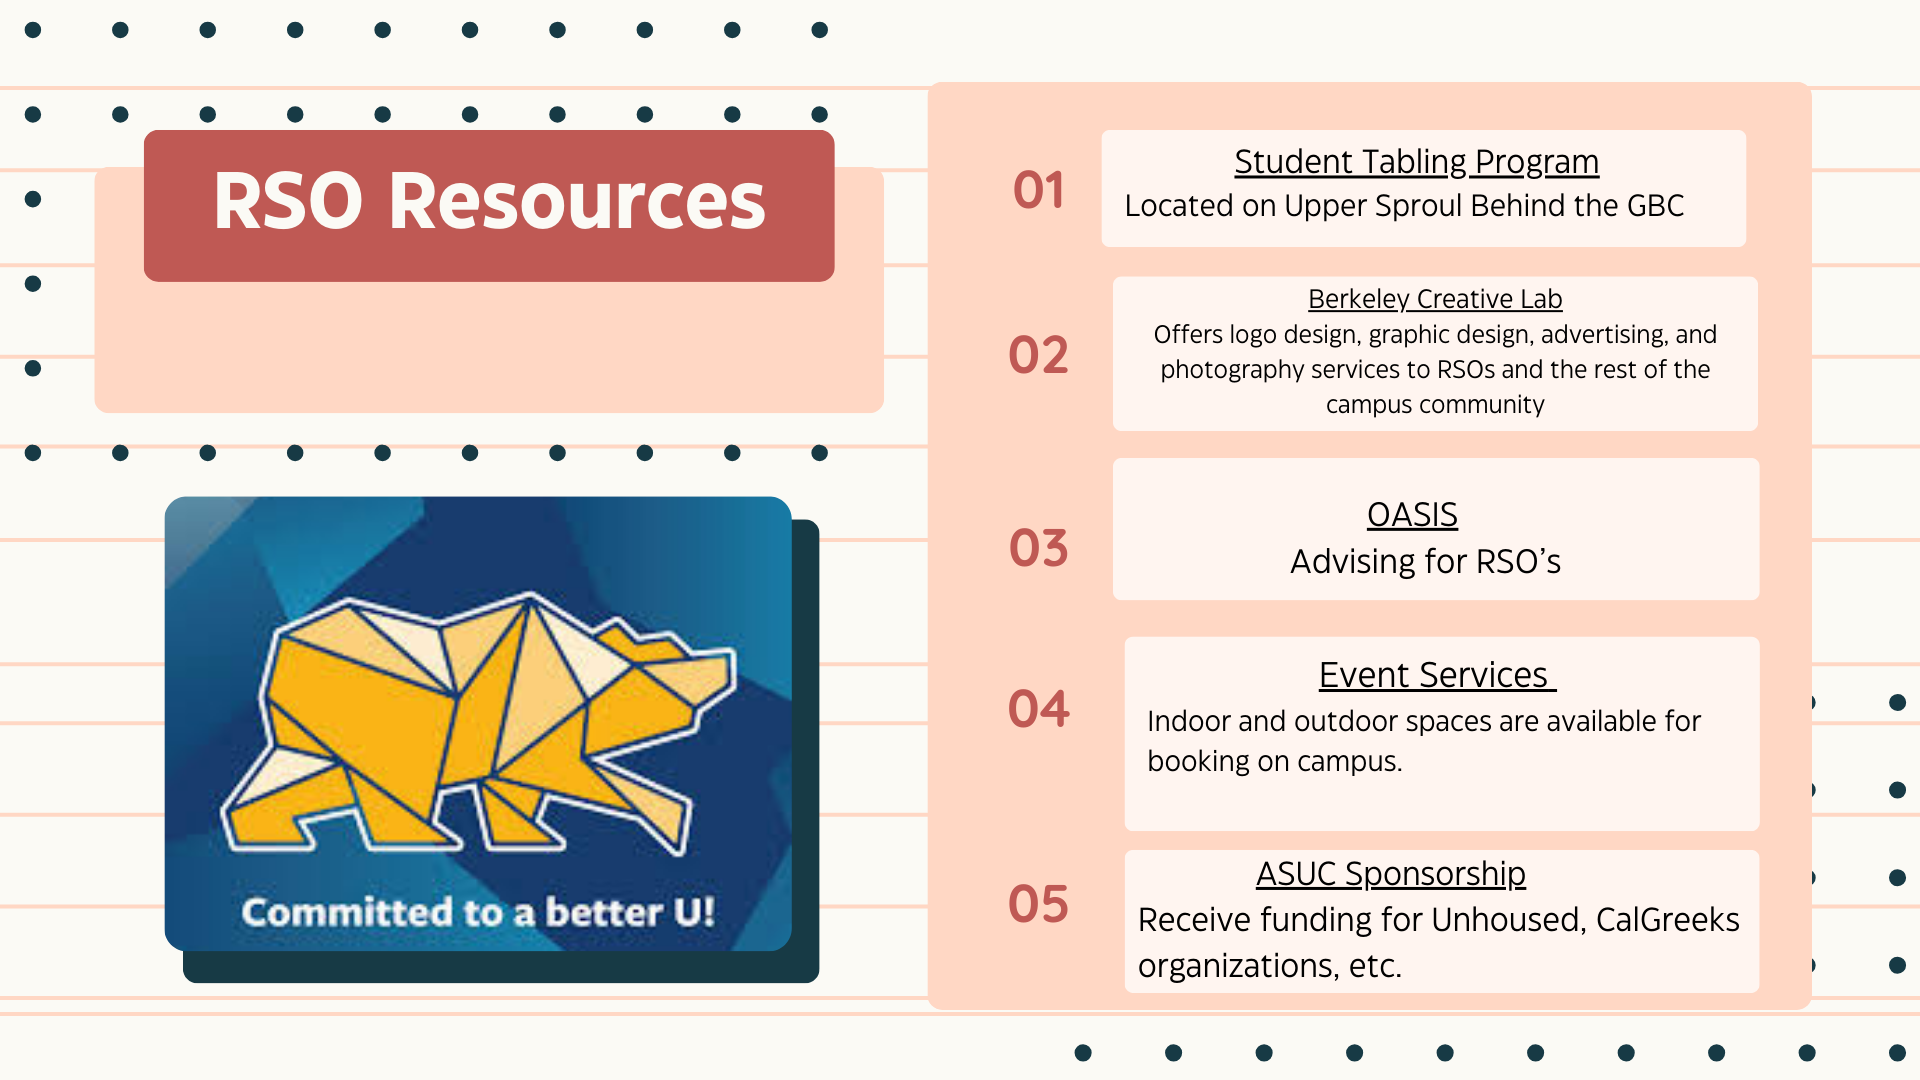 RSO Resources
Committed to a better U!
01
Student Tabling Program
Located on Upper Sproul Behind the GBC
02
Berkeley Creative Lab
Offers logo design, graphic design, advertising, and
photography services to RSOs and the rest of the
campus community
03
OASIS
Advising for RSO’s
04
Event Services
Indoor and outdoor spaces are available for
booking on campus.
05
ASUC Sponsorship
Receive funding for Unhoused, CalGreeks
organizations, etc.